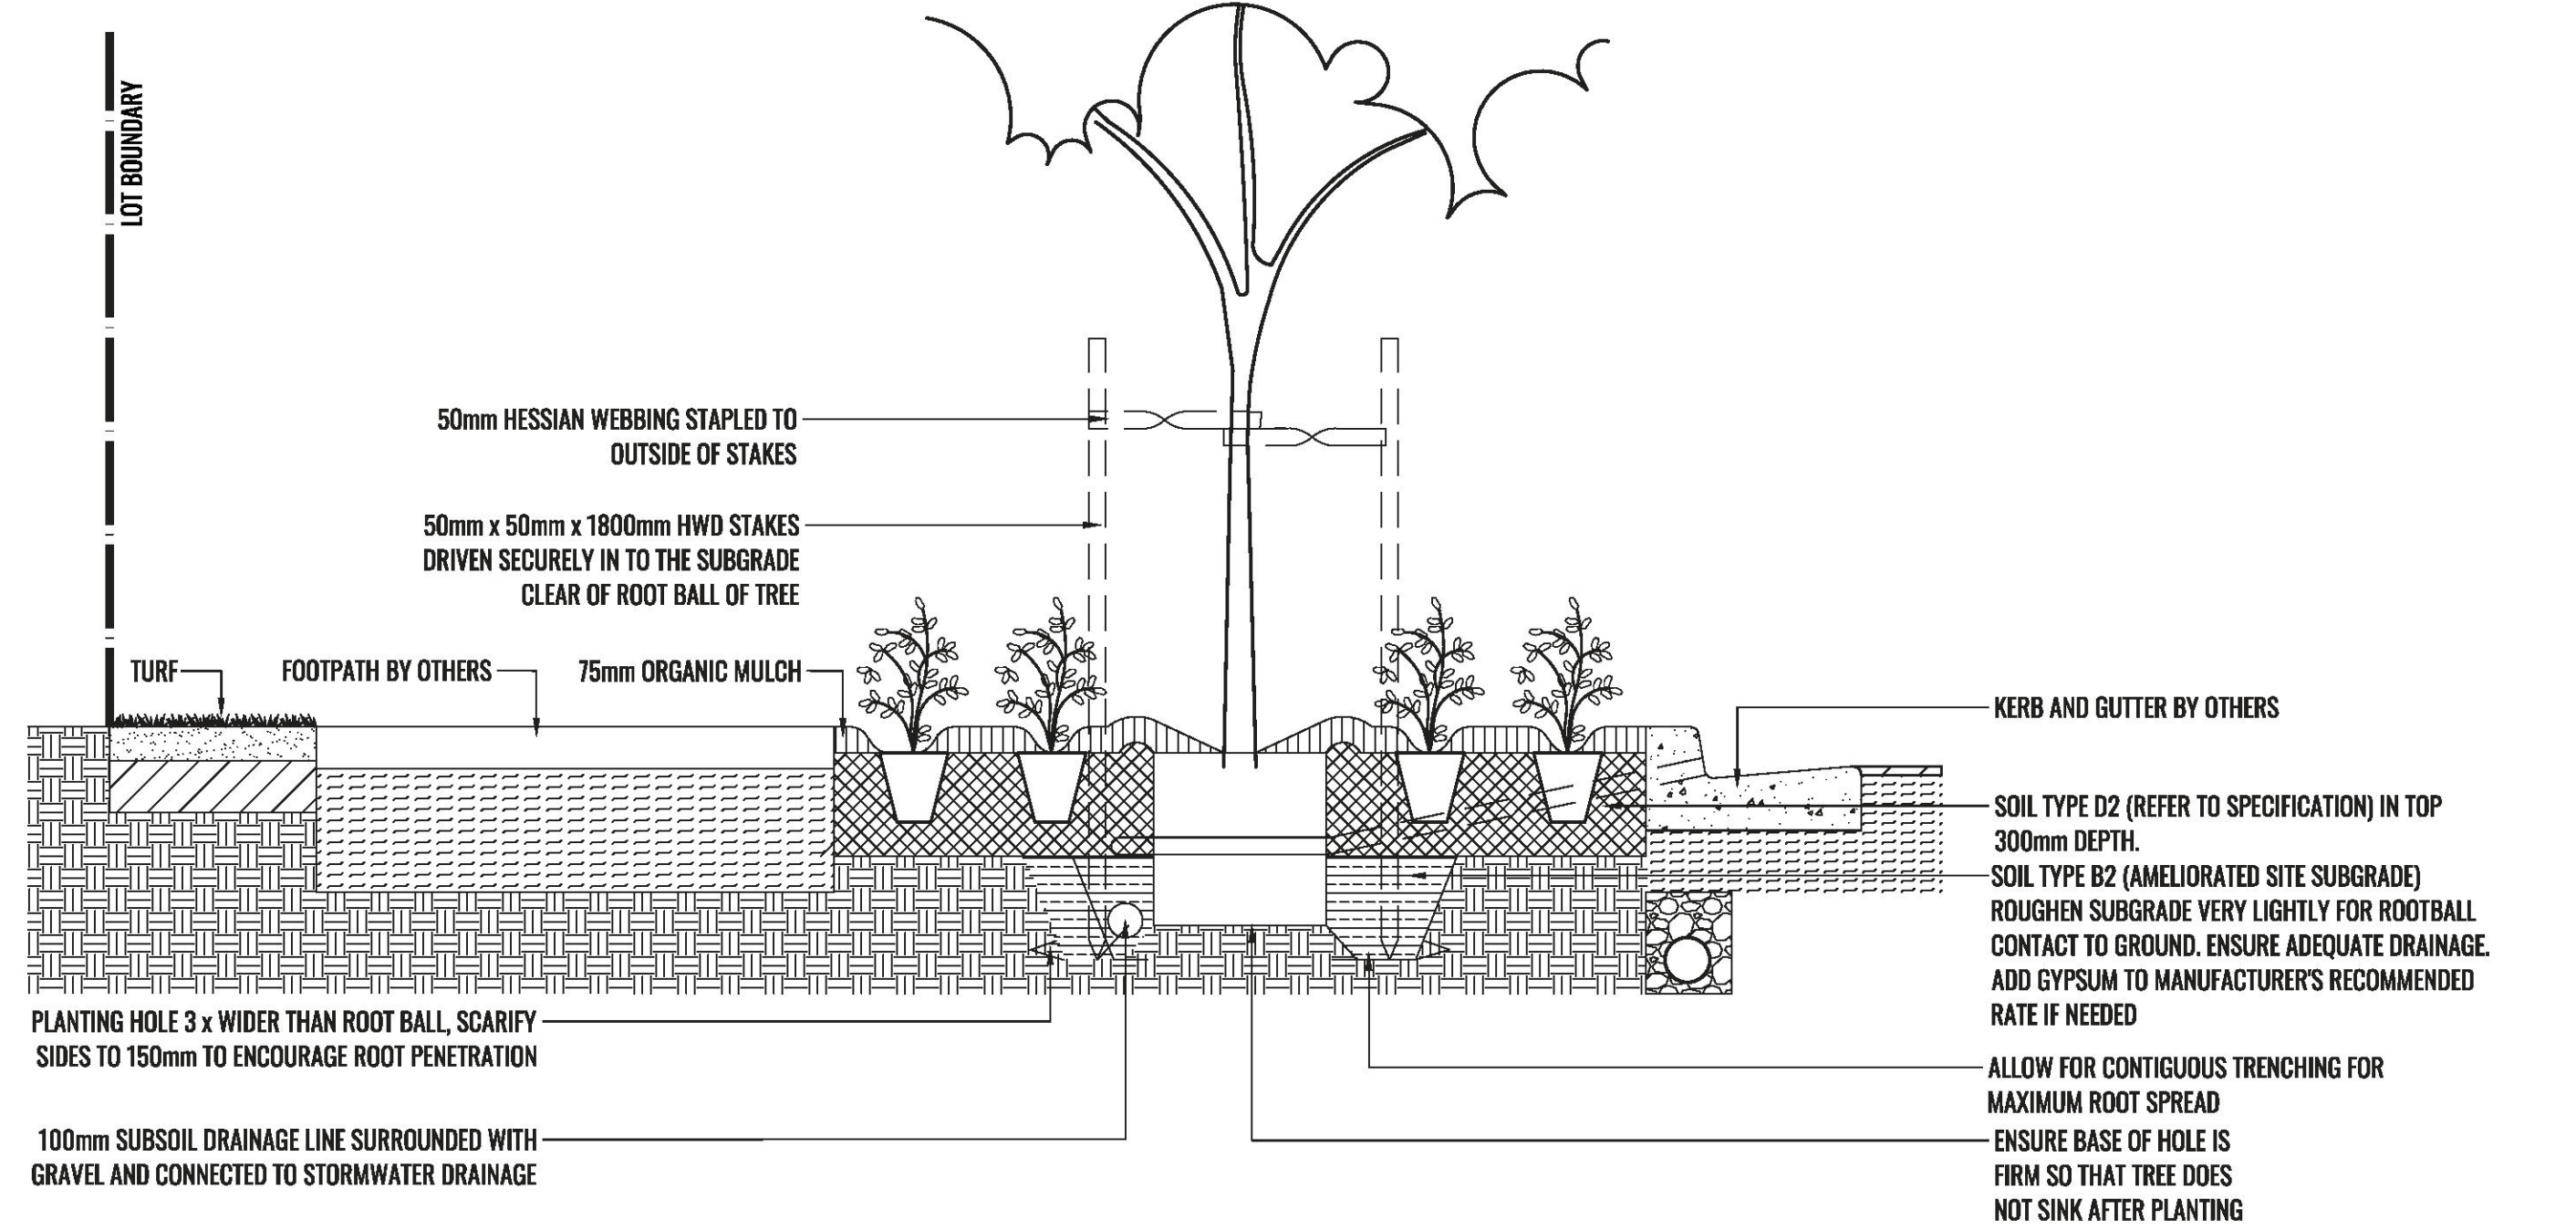 LOT BOUNDARY
50mm HESSIAN WEBBING STAPLED TO
OUTSIDE OF STAKES
50mm x 50mm x 1800mm HWD STAKES
DRIVEN SECURELY IN TO THE SUBGRADE
CLEAR OF ROOT BALL OF TREE
TURF
FOOTPATH BY OTHERS
75mm ORGANIC MULCH
KERB AND GUTTER BY OTHERS
SOIL TYPE D2 (REFER TO SPECIFICATION) IN TOP
300mm DEPTH.
SOIL TYPE B2 (AMELIORATED SITE SUBGRADE)
ROUGHEN SUBGRADE VERY LIGHTLY FOR ROOTBALL
CONTACT TO GROUND. ENSURE ADEQUATE DRAINAGE.
ADD GYPSUM TO MANUFACTURER'S RECOMMENDED
RATE IF NEEDED
PLANTING HOLE 3 x WIDER THAN ROOT BALL, SCARIFY
SIDES TO 150mm TO ENCOURAGE ROOT PENETRATION
ALLOW FOR CONTIGUOUS TRENCHING FOR
MAXIMUM ROOT SPREAD
100mm SUBSOIL DRAINAGE LINE SURROUNDED WITH
GRAVEL AND CONNECTED TO STORMWATER DRAINAGE
ENSURE BASE OF HOLE IS
FIRM SO THAT TREE DOES
NOT SINK AFTER PLANTING